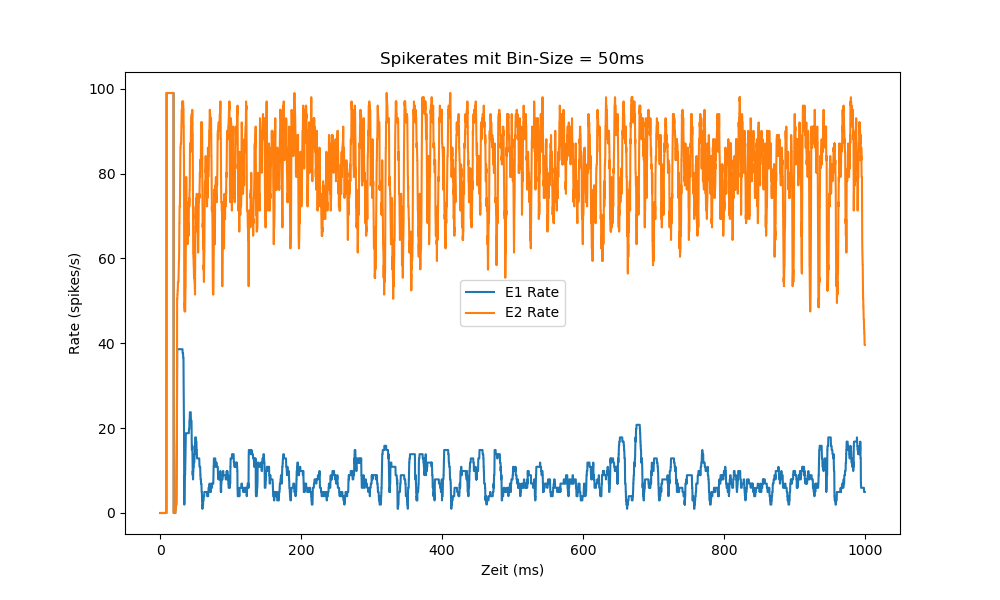 Spikerates mit Bin-Size = 50ms
100
80
60
40
20
0
Rate (spikes/s)
E1 Rate
E2 Rate
0 200 400 600 800 1000
Zeit (ms)